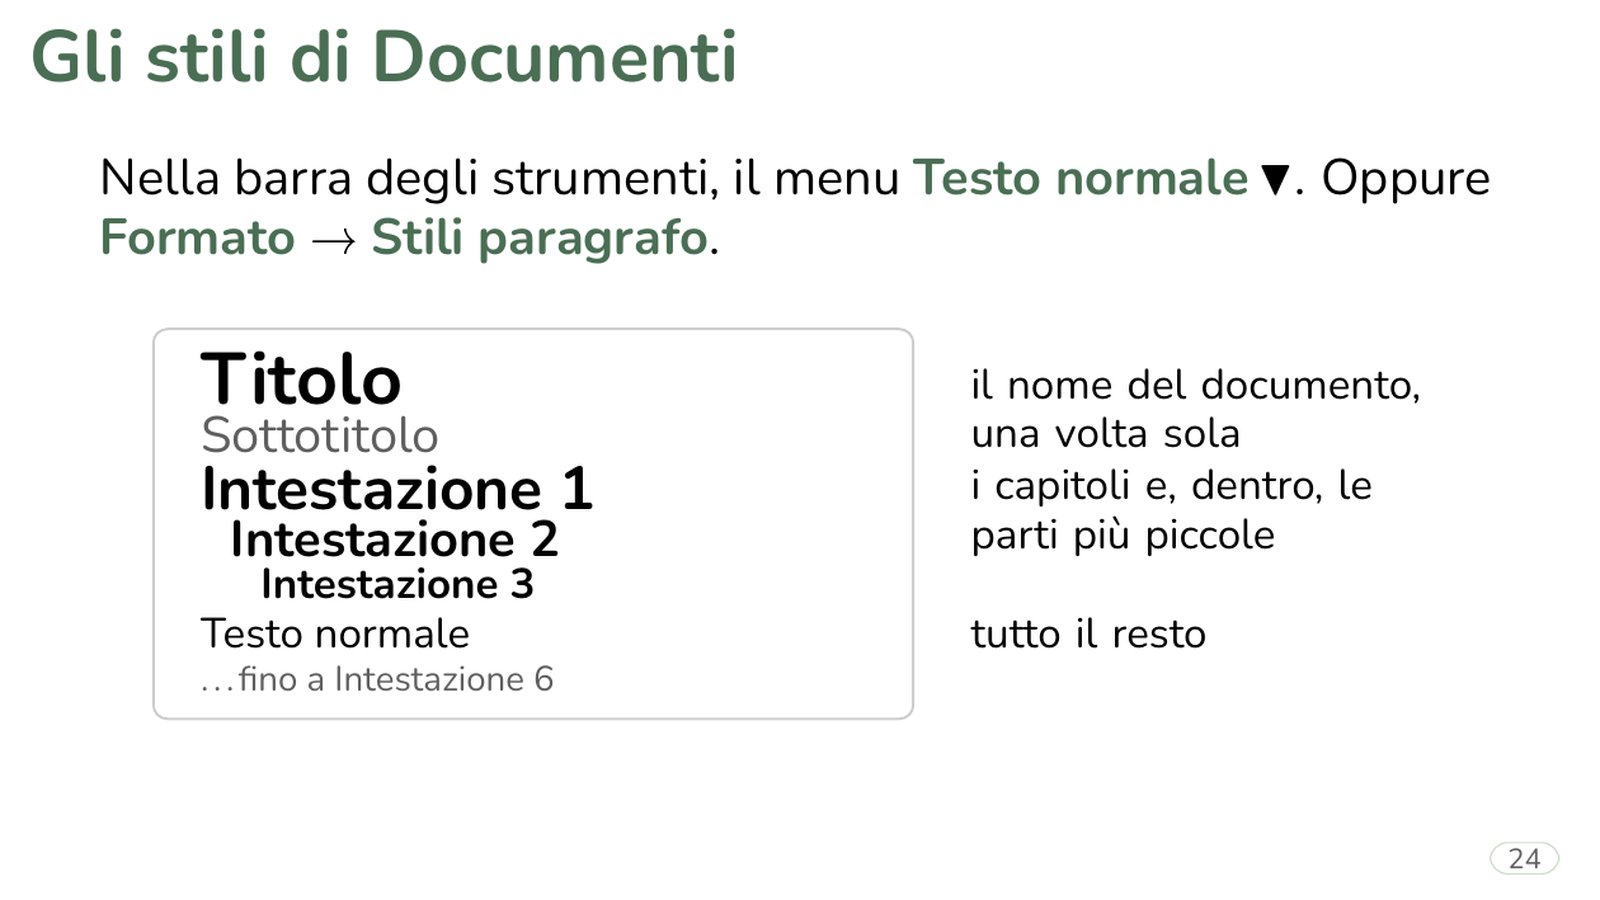 Gli stili di Documenti
Nella barra degli strumenti, il menu Testo normale ▼. Oppure
Formato → Stili paragrafo.
Titolo
Sottotitolo
Intestazione 1
Intestazione 2
Intestazione 3
Testo normale
...fino a Intestazione 6
il nome del documento,
una volta sola
i capitoli e, dentro, le
parti più piccole
tutto il resto
24